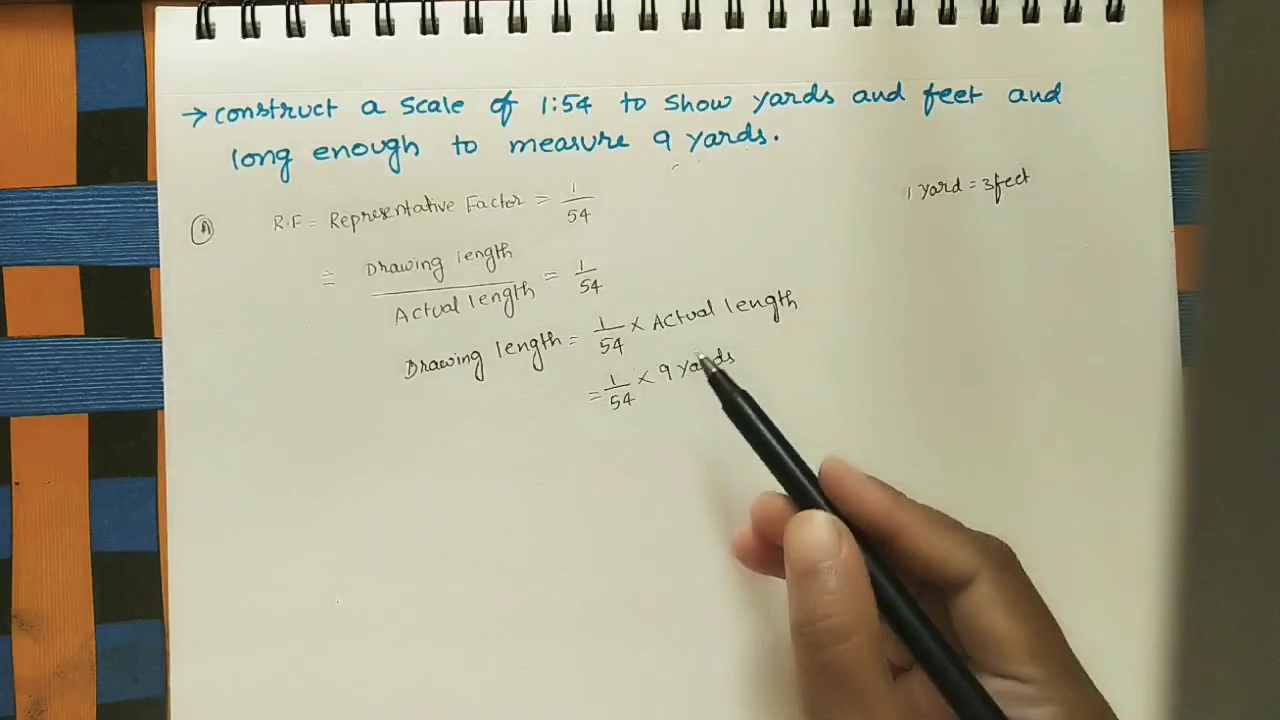 → construct a scale of 1:54 to show yards and feet and
long enough to measure 9 yards.
1 yard = 3 feet
A R.F = Representative Factor = 1/54
= Drawing length / Actual length = 1/54
Drawing length = 1/54 × Actual length
= 1/54 × 9 yards